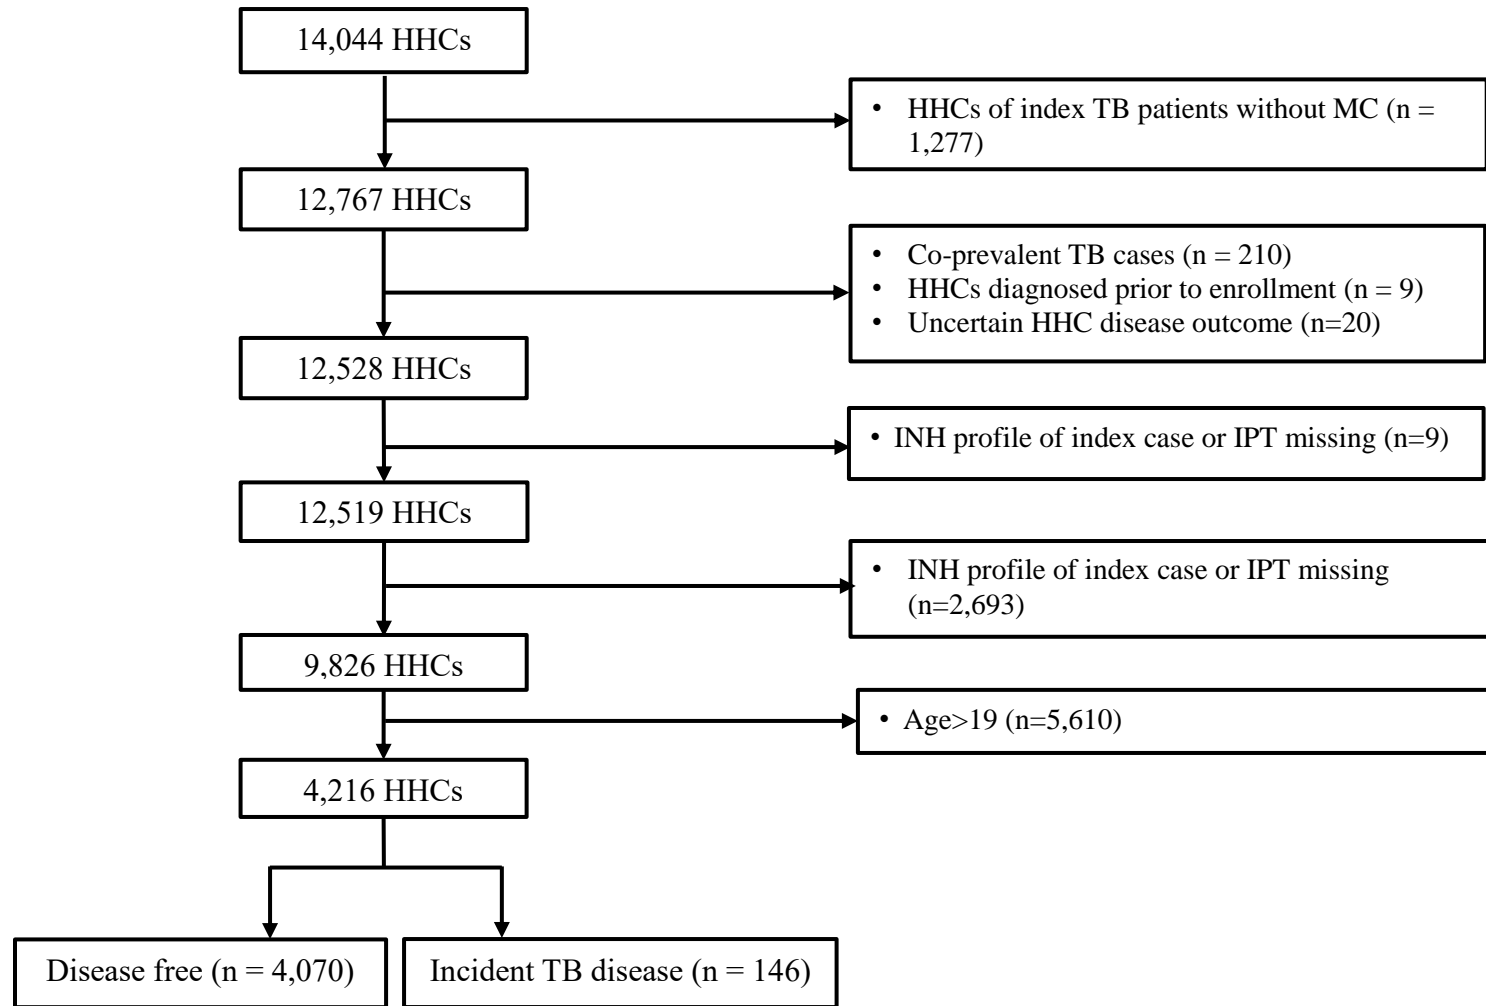 14,044 HHCs
• HHCs of index TB patients without MC (n =
1,277)
12,767 HHCs
• Co-prevalent TB cases (n = 210)
• HHCs diagnosed prior to enrollment (n = 9)
• Uncertain HHC disease outcome (n=20)
12,528 HHCs
• INH profile of index case or IPT missing (n=9)
12,519 HHCs
• INH profile of index case or IPT missing
(n=2,693)
9,826 HHCs
• Age>19 (n=5,610)
4,216 HHCs
Disease free (n = 4,070)
Incident TB disease (n = 146)